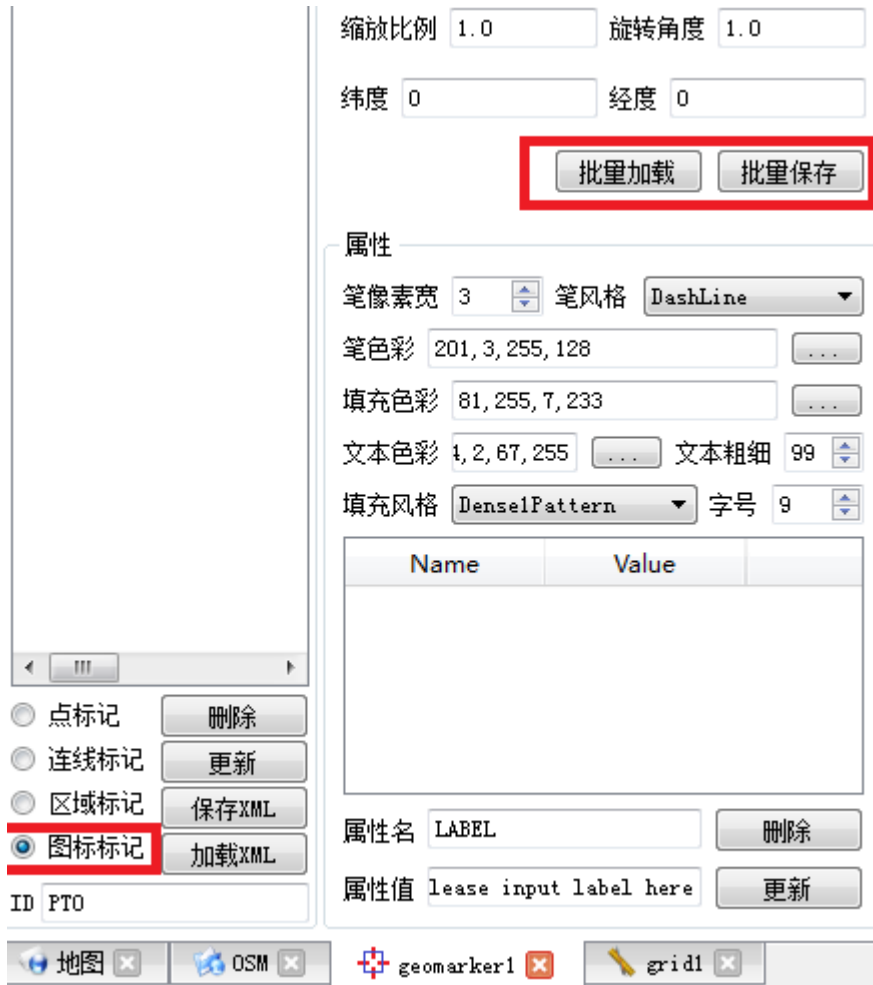 缩放比例 1.0 旋转角度 1.0
纬度 0 经度 0
批量加载 批量保存
属性
笔像素宽 3 笔风格 DashLine
笔色彩 201,3,255,128 ...
填充色彩 81,255,7,233 ...
文本色彩 4,2,67,255 ... 文本粗细 99
填充风格 Dense1Pattern 字号 9
Name Value
点标记 删除
连线标记 更新
区域标记 保存XML
图标标记 加载XML
ID PT0
属性名 LABEL 删除
属性值 lease input label here 更新
地图 OSM geomarker1 grid1